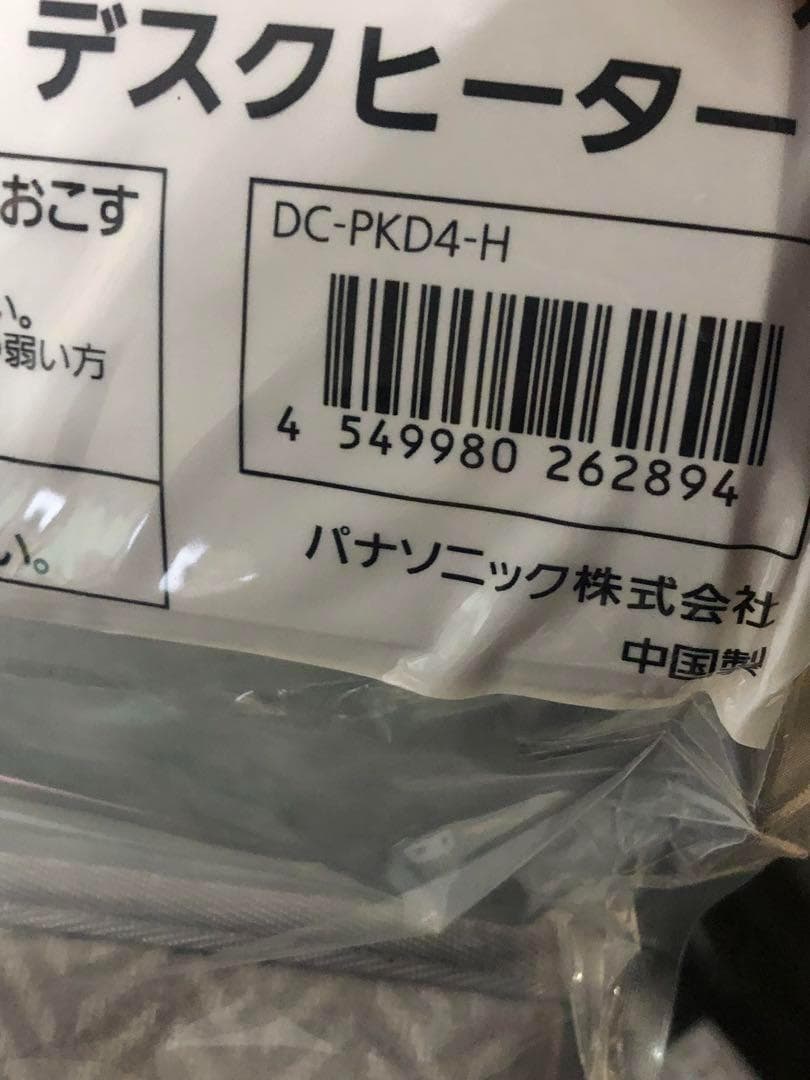 デスクヒーター
おこす
い。
弱い方
い。
DC-PKD4-H
4 549980 262894
パナソニック株式会社
中国製